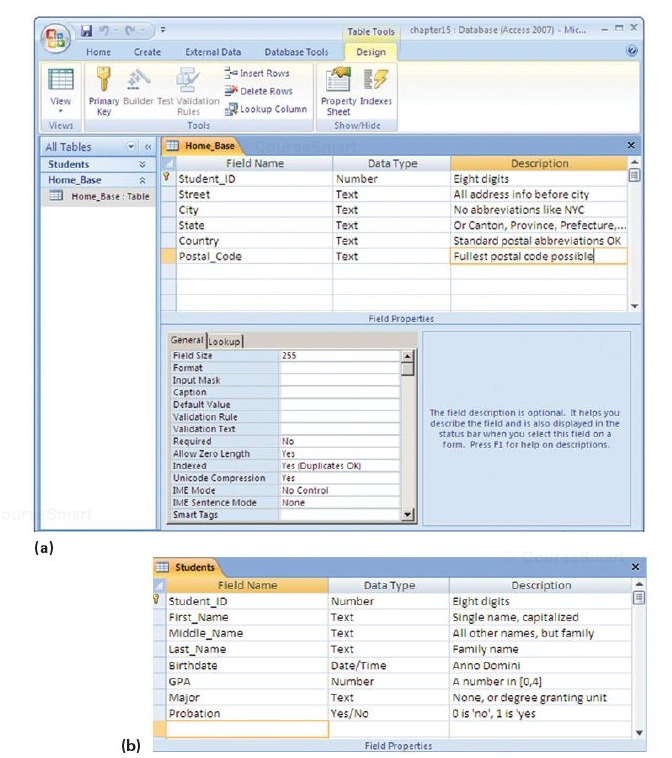 Table Tools chapter15 : Database (Access 2007) - Mic...
Home Create External Data Database Tools Design
View
Primary Key
Builder
Test Validation Rules
Insert Rows
Delete Rows
Lookup Column
Property Sheet
Indexes
Views Tools Show/Hide
All Tables
Students
Home_Base
Home_Base : Table
Home_Base
Field Name Data Type Description
Student_ID Number Eight digits
Street Text All address info before city
City Text No abbreviations like NYC
State Text Or Canton, Province, Prefecture,...
Country Text Standard postal abbreviations OK
Postal_Code Text Fullest postal code possible
Field Properties
General Lookup
Field Size 255
Format
Input Mask
Caption
Default Value
Validation Rule
Validation Text
Required No
Allow Zero Length Yes
Indexed Yes (Duplicates OK)
Unicode Compression Yes
IME Mode No Control
IME Sentence Mode None
Smart Tags
The field description is optional. It helps you
describe the field and is also displayed in the
status bar when you select this field on a
form. Press F1 for help on descriptions.
(a)
Students
Field Name Data Type Description
Student_ID Number Eight digits
First_Name Text Single name, capitalized
Middle_Name Text All other names, but family
Last_Name Text Family name
Birthdate Date/Time Anno Domini
GPA Number A number in [0,4]
Major Text None, or degree granting unit
Probation Yes/No 0 is 'no', 1 is 'yes
Field Properties
(b)